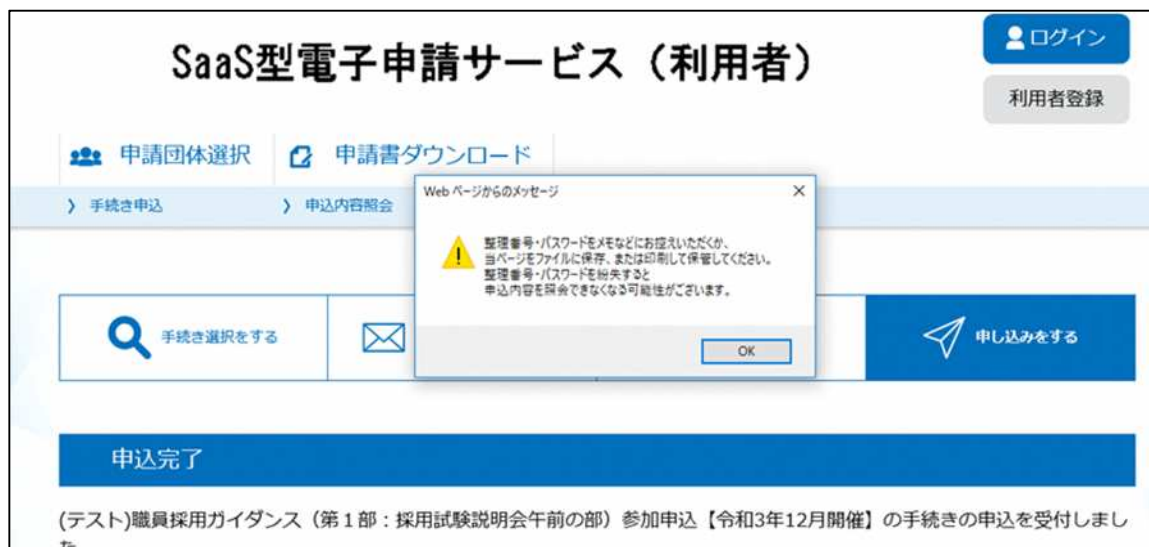 SaaS型電子申請サービス（利用者）
ログイン
利用者登録
申請団体選択
申請書ダウンロード
手続き申込
申込内容照会
Web ページからのメッセージ
整理番号・パスワードをメモなどにお控えいただくか、
当ページをファイルに保存、または印刷して保管してください。
整理番号・パスワードを紛失すると
申込内容を照会できなくなる可能性がございます。
OK
手続き選択をする
申し込みをする
申込完了
(テスト)職員採用ガイダンス（第１部：採用試験説明会午前の部）参加申込【令和3年12月開催】の手続きの申込を受付しまし
た